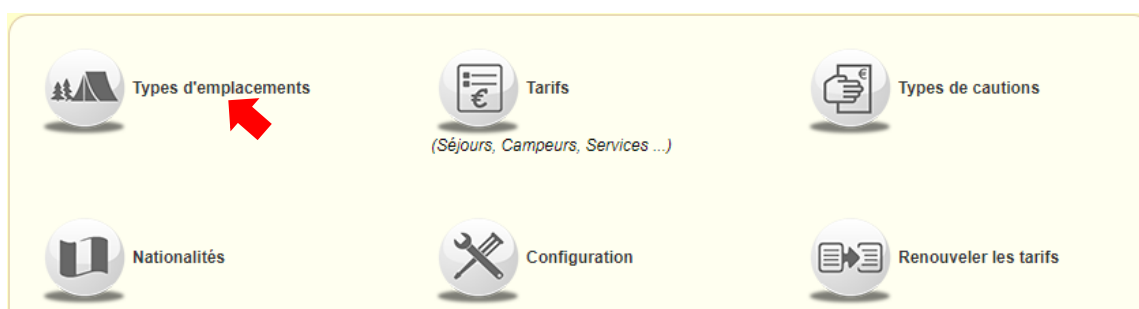 Types d'emplacements
Tarifs
Types de cautions
(Séjours, Campeurs, Services ...)
Nationalités
Configuration
Renouveler les tarifs